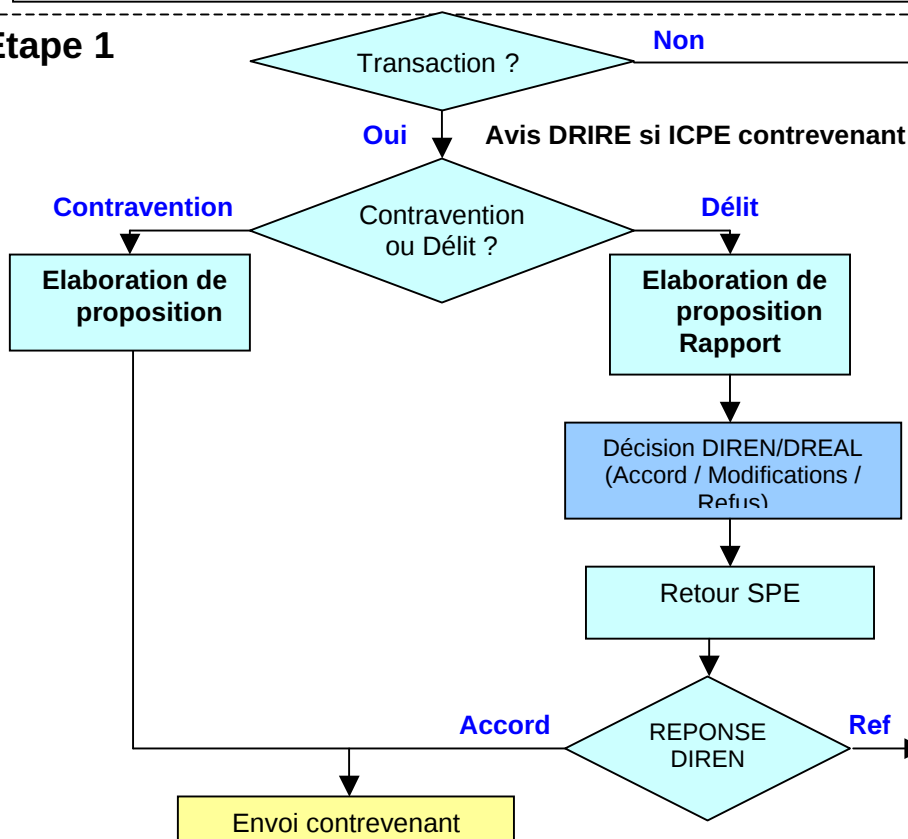 Etape 1
Transaction ?
Non
Oui
Avis DRIRE si ICPE contrevenant
Contravention
Contravention
ou Délit ?
Délit
Elaboration de
proposition
Elaboration de
proposition
Rapport
Décision DIREN/DREAL
(Accord / Modifications /
Refus)
Retour SPE
Accord
REPONSE
DIREN
Ref
Envoi contrevenant